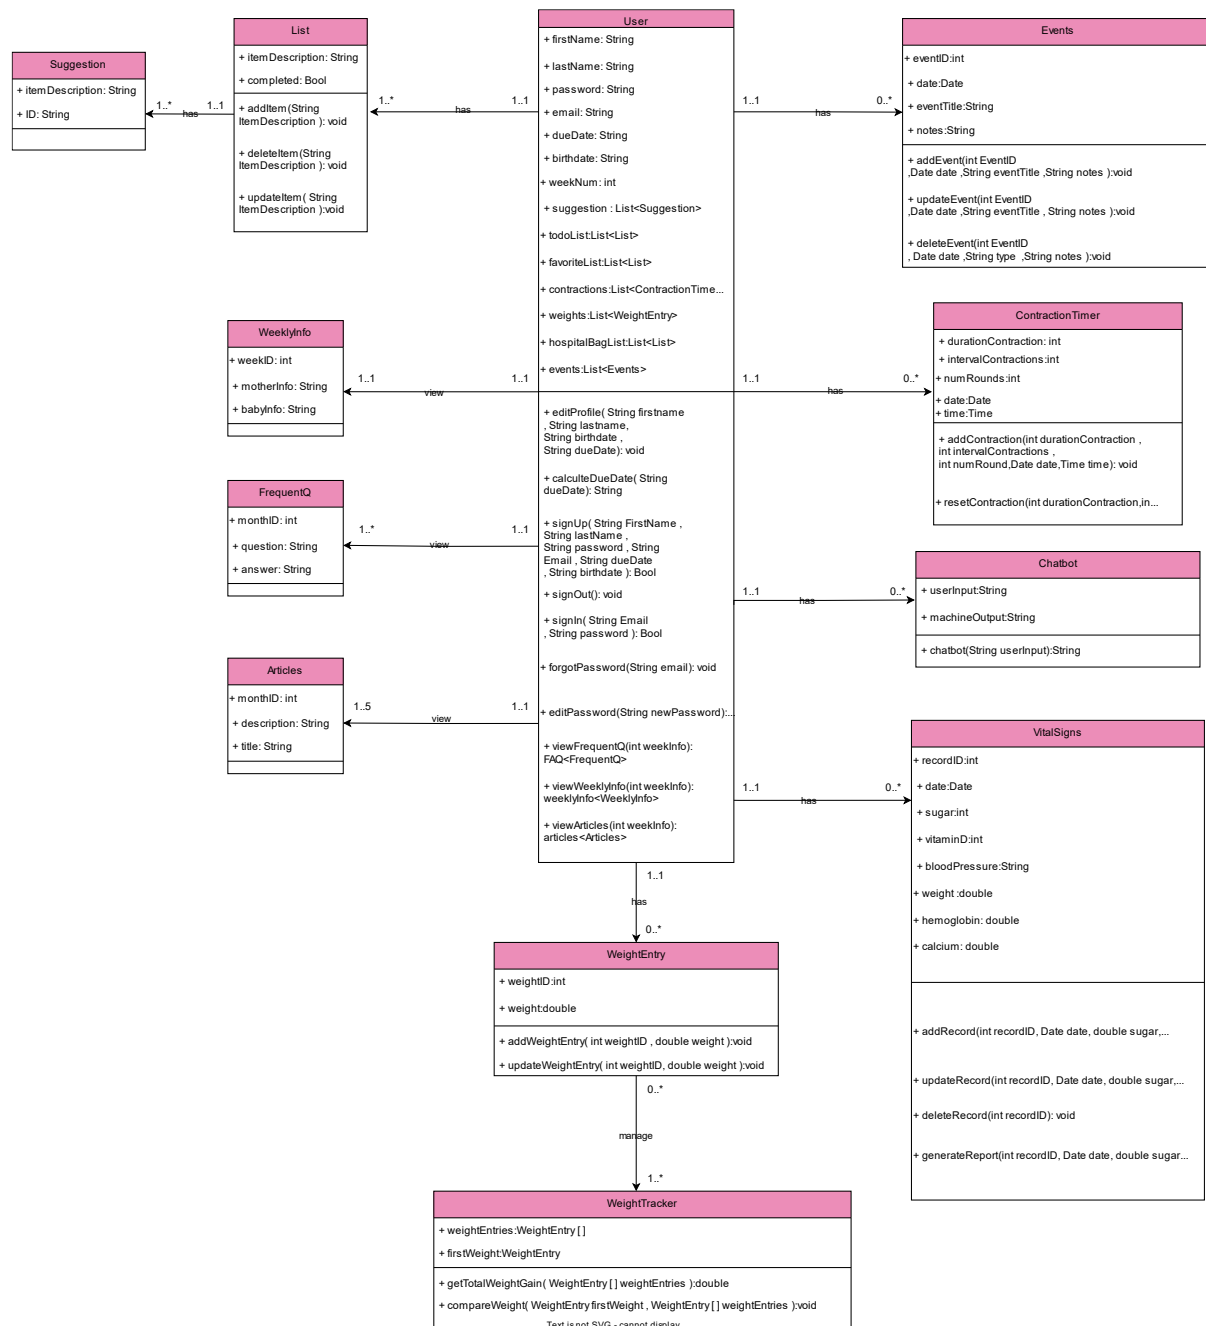 Suggestion
+ itemDescription: String
+ ID: String
1..*
has
1..1
List
+ itemDescription: String
+ completed: Bool
+ addItem(String
ItemDescription ): void
+ deleteItem(String
ItemDescription ): void
+ updateItem( String
ItemDescription ):void
1..*
has
1..1
User
+ firstName: String
+ lastName: String
+ password: String
+ email: String
+ dueDate: String
+ birthdate: String
+ weekNum: int
+ suggestion : List<Suggestion>
+ todoList:List<List>
+ favoriteList:List<List>
+ contractions:List<ContractionTime...
+ weights:List<WeightEntry>
+ hospitalBagList:List<List>
+ events:List<Events>
+ editProfile( String firstname
, String lastname,
String birthdate ,
String dueDate): void
+ calculteDueDate( String
dueDate): String
+ signUp( String FirstName ,
String lastName ,
String password , String
Email , String dueDate
, String birthdate ): Bool
+ signOut(): void
+ signIn( String Email
, String password ): Bool
+ forgotPassword(String email): void
+ editPassword(String newPassword):...
+ viewFrequentQ(int weekInfo):
FAQ<FrequentQ>
+ viewWeeklyInfo(int weekInfo):
weeklyInfo<WeeklyInfo>
+ viewArticles(int weekInfo):
articles<Articles>
1..1
has
0..*
Events
+ eventID:int
+ date:Date
+ eventTitle:String
+ notes:String
+ addEvent(int EventID
,Date date ,String eventTitle ,String notes ):void
+ updateEvent(int EventID
,Date date ,String eventTitle , String notes ):void
+ deleteEvent(int EventID
, Date date ,String type ,String notes ):void
WeeklyInfo
+ weekID: int
+ motherInfo: String
+ babyInfo: String
1..1
view
1..1
1..1
has
0..*
ContractionTimer
+ durationContraction: int
+ intervalContractions:int
+ numRounds:int
+ date:Date
+ time:Time
+ addContraction(int durationContraction ,
int intervalContractions ,
int numRound,Date date,Time time): void
+ resetContraction(int durationContraction,in...
FrequentQ
+ monthID: int
+ question: String
+ answer: String
1..*
view
1..1
1..1
has
0..*
Chatbot
+ userInput:String
+ machineOutput:String
+ chatbot(String userInput):String
Articles
+ monthID: int
+ description: String
+ title: String
1..5
view
1..1
1..1
has
0..*
VitalSigns
+ recordID:int
+ date:Date
+ sugar:int
+ vitaminD:int
+ bloodPressure:String
+ weight :double
+ hemoglobin: double
+ calcium: double
+ addRecord(int recordID, Date date, double sugar,...
+ updateRecord(int recordID, Date date, double sugar,...
+ deleteRecord(int recordID): void
+ generateReport(int recordID, Date date, double sugar...
1..1
has
0..*
WeightEntry
+ weightID:int
+ weight:double
+ addWeightEntry( int weightID , double weight ):void
+ updateWeightEntry( int weightID, double weight ):void
0..*
manage
1..*
WeightTracker
+ weightEntries:WeightEntry [ ]
+ firstWeight:WeightEntry
+ getTotalWeightGain( WeightEntry [ ] weightEntries ):double
+ compareWeight( WeightEntry firstWeight , WeightEntry [ ] weightEntries ):void
Text is not SVG - cannot display